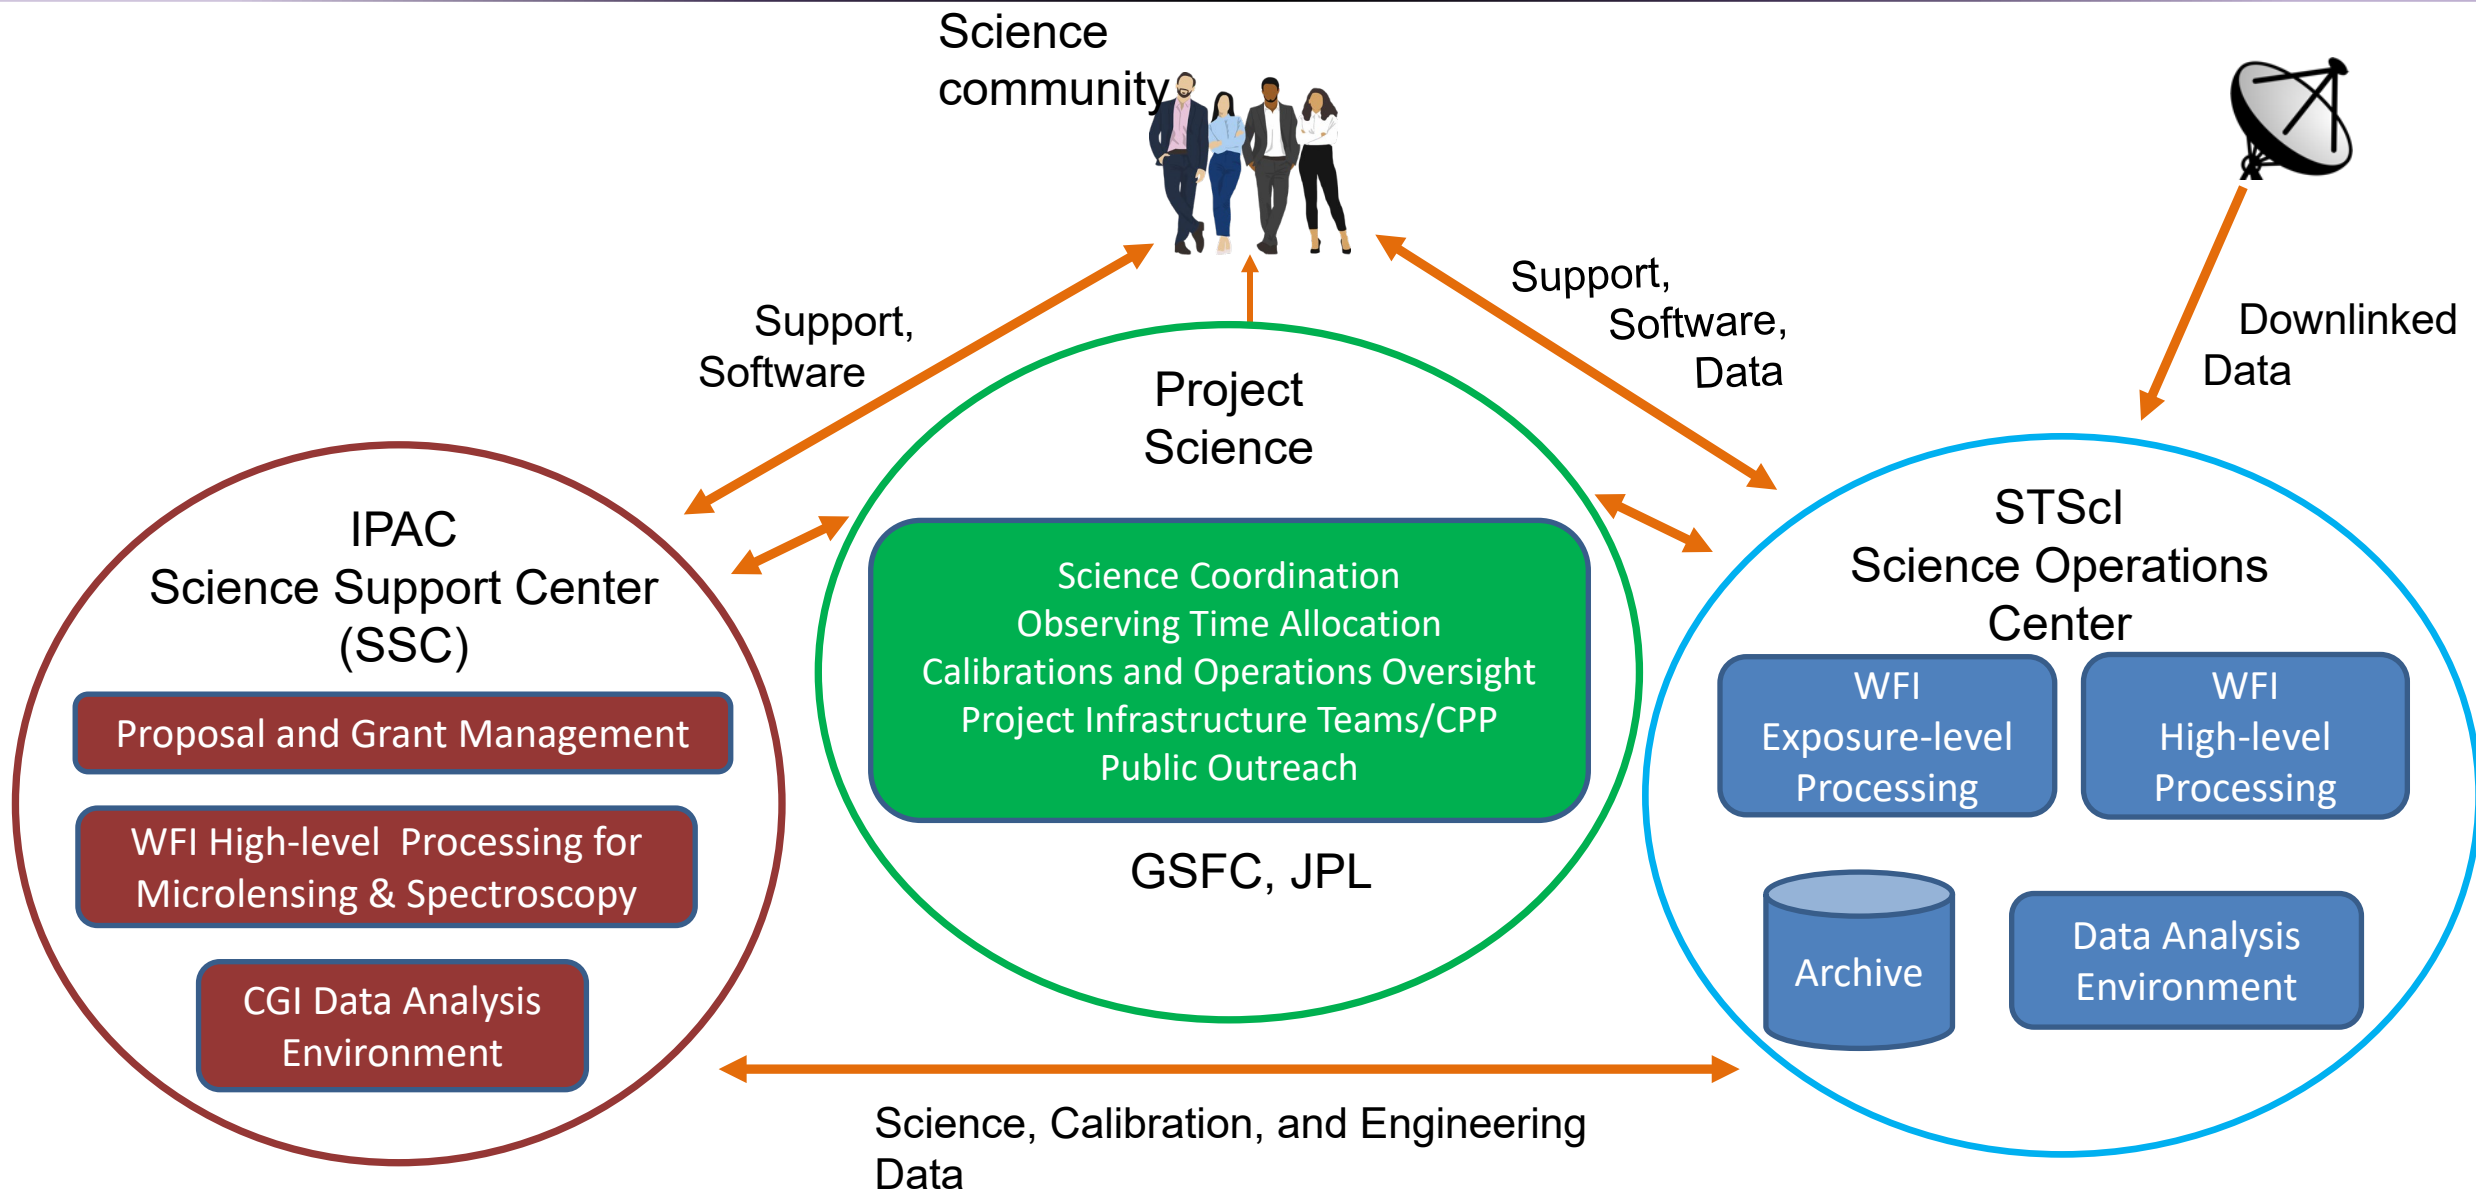 Science
community
Support,
Software
Support,
Software,
Data
Downlinked
Data
Project
Science
Science Coordination
Observing Time Allocation
Calibrations and Operations Oversight
Project Infrastructure Teams/CPP
Public Outreach
GSFC, JPL
IPAC
Science Support Center
(SSC)
Proposal and Grant Management
WFI High-level  Processing for
Microlensing & Spectroscopy
CGI Data Analysis
Environment
STScI
Science Operations
Center
WFI
Exposure-level
Processing
WFI
High-level
Processing
Archive
Data Analysis
Environment
Science, Calibration, and Engineering
Data